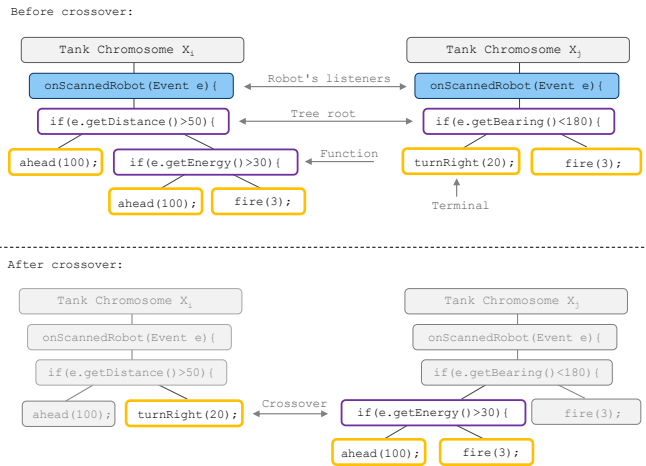 Before crossover:
Tank Chromosome Xi
Tank Chromosome Xj
onScannedRobot(Event e){
Robot's listeners
onScannedRobot(Event e){
if(e.getDistance()>50){
Tree root
if(e.getBearing()<180){
ahead(100);
if(e.getEnergy()>30){
Function
turnRight(20);
fire(3);
ahead(100);
fire(3);
Terminal
After crossover:
Tank Chromosome Xi
Tank Chromosome Xj
onScannedRobot(Event e){
onScannedRobot(Event e){
if(e.getDistance()>50){
if(e.getBearing()<180){
ahead(100);
turnRight(20);
Crossover
if(e.getEnergy()>30){
fire(3);
ahead(100);
fire(3);